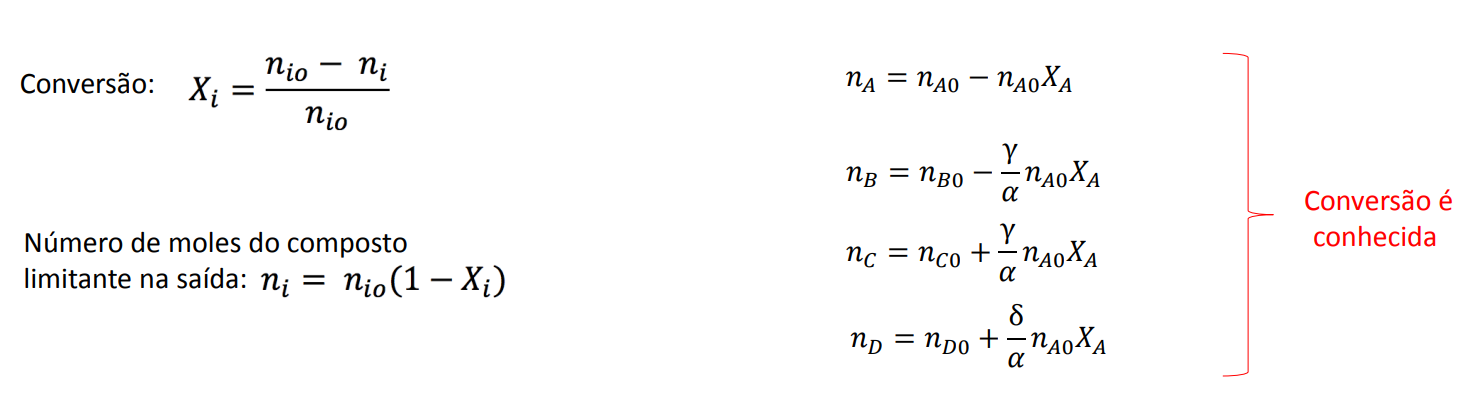 Conversão: $X_i = \frac{n_{io} - n_i}{n_{io}}$
Número de moles do composto
limitante na saída: $n_i = n_{io}(1 - X_i)$
$n_A = n_{A0} - n_{A0}X_A$
$n_B = n_{B0} - \frac{\gamma}{\alpha}n_{A0}X_A$
$n_C = n_{C0} + \frac{\gamma}{\alpha}n_{A0}X_A$
$n_D = n_{D0} + \frac{\delta}{\alpha}n_{A0}X_A$
Conversão é
conhecida